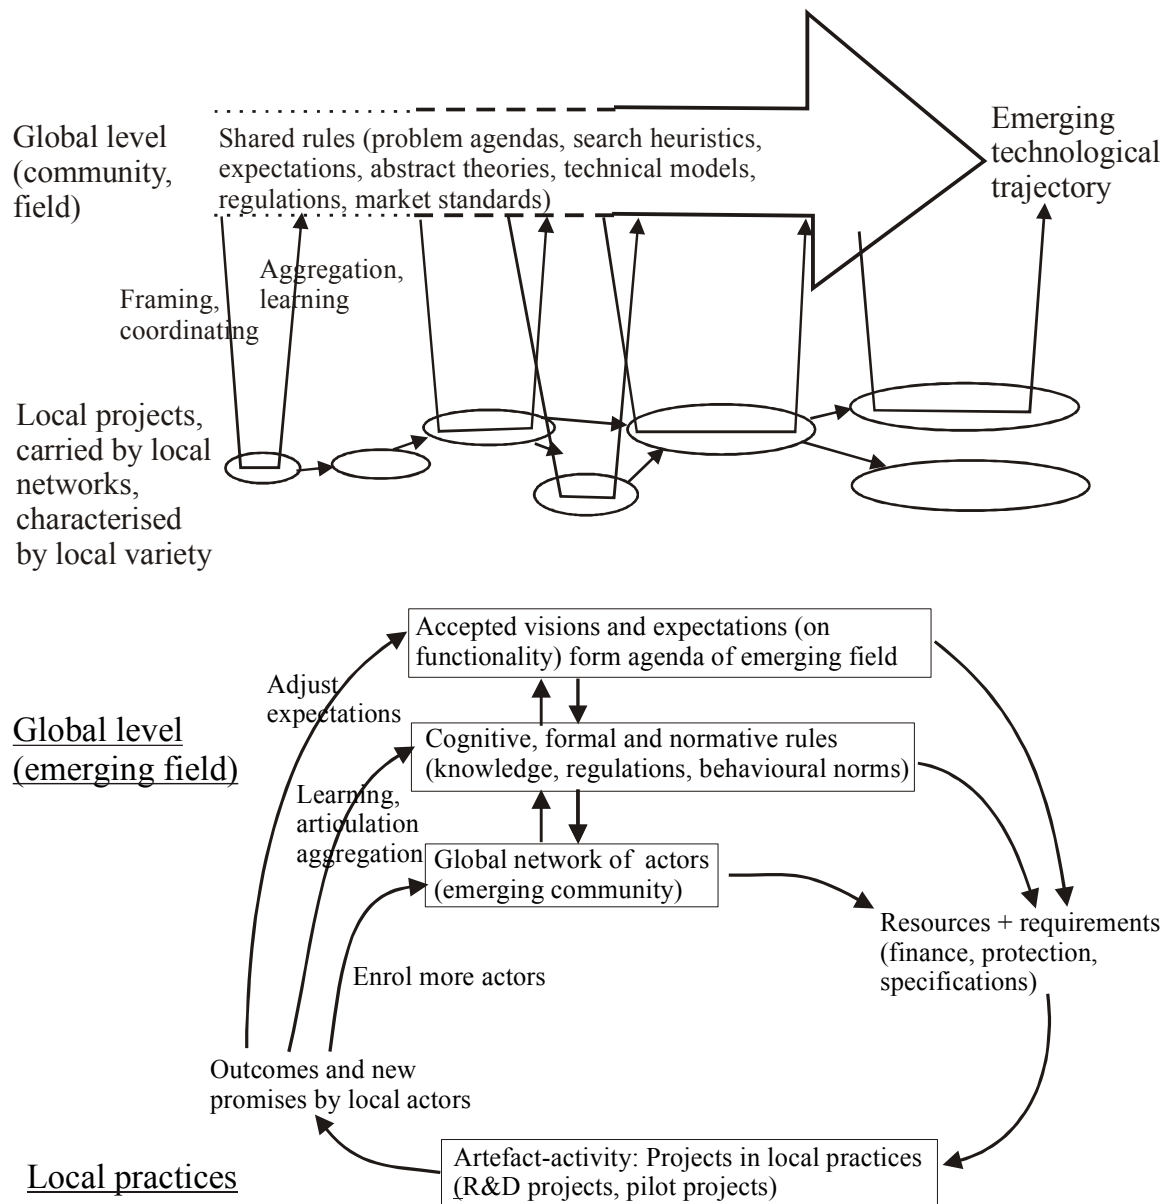 Global level
(community,
field)
Shared rules (problem agendas, search heuristics,
expectations, abstract theories, technical models,
regulations, market standards)
Emerging
technological
trajectory
Aggregation,
learning
Framing,
coordinating
Local projects,
carried by local
networks,
characterised
by local variety
Accepted visions and expectations (on
functionality) form agenda of emerging field
Adjust
expectations
Global level
(emerging field)
Cognitive, formal and normative rules
(knowledge, regulations, behavioural norms)
Learning,
articulation
aggregation
Global network of actors
(emerging community)
Resources + requirements
(finance, protection,
specifications)
Enrol more actors
Outcomes and new
promises by local actors
Artefact-activity: Projects in local practices
(R&D projects, pilot projects)
Local practices